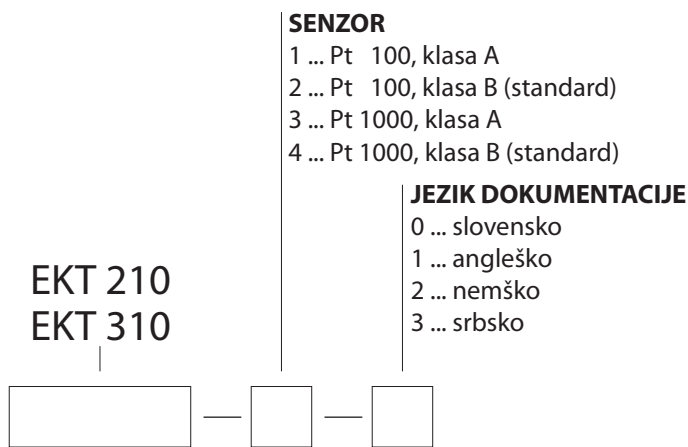 SENZOR
1 ... Pt 100, klasa A
2 ... Pt 100, klasa B (standard)
3 ... Pt 1000, klasa A
4 ... Pt 1000, klasa B (standard)
JEZIK DOKUMENTACIJE
0 ... slovensko
1 ... angleško
2 ... nemško
3 ... srbsko
EKT 210
EKT 310